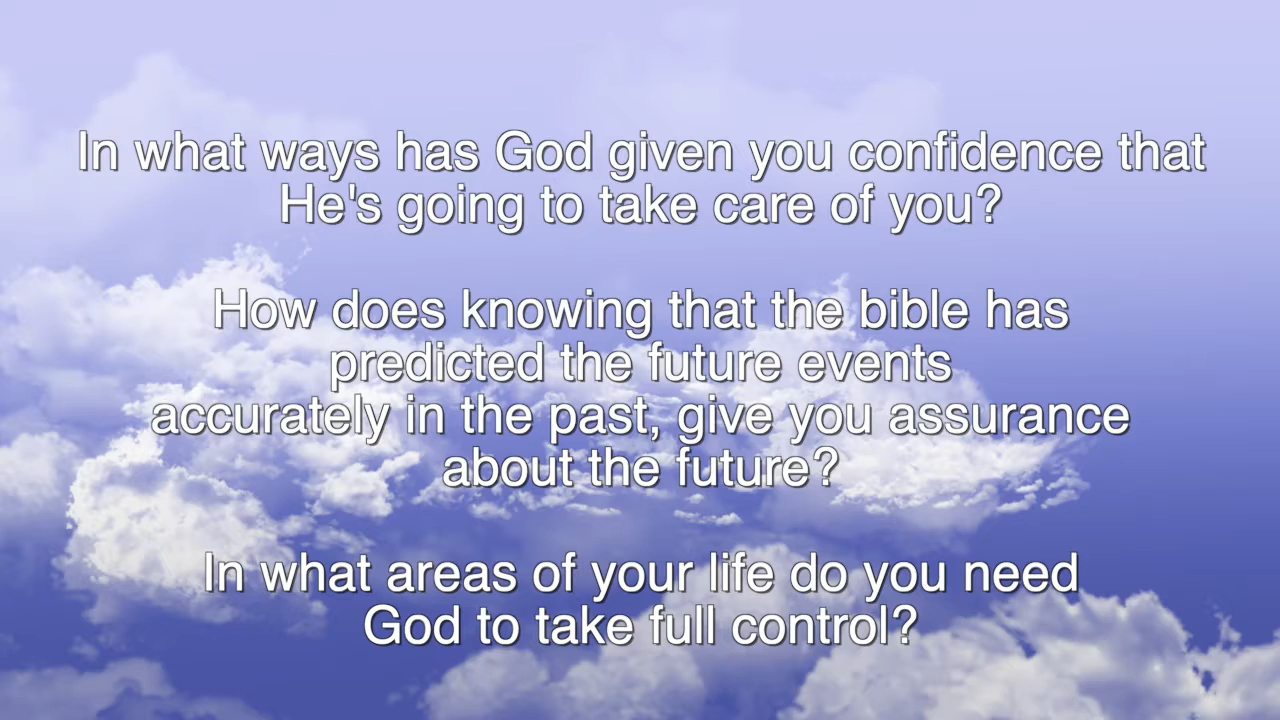 In what ways has God given you confidence that
He's going to take care of you?
How does knowing that the bible has
predicted the future events
accurately in the past, give you assurance
about the future?
In what areas of your life do you need
God to take full control?